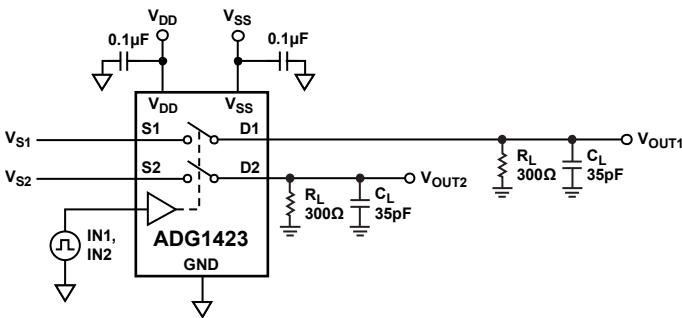 VDD
VSS
0.1µF
0.1µF
VDD
VSS
VS1
S1
D1
VOUT1
RL
300Ω
CL
35pF
VS2
S2
D2
VOUT2
RL
300Ω
CL
35pF
IN1,
IN2
ADG1423
GND